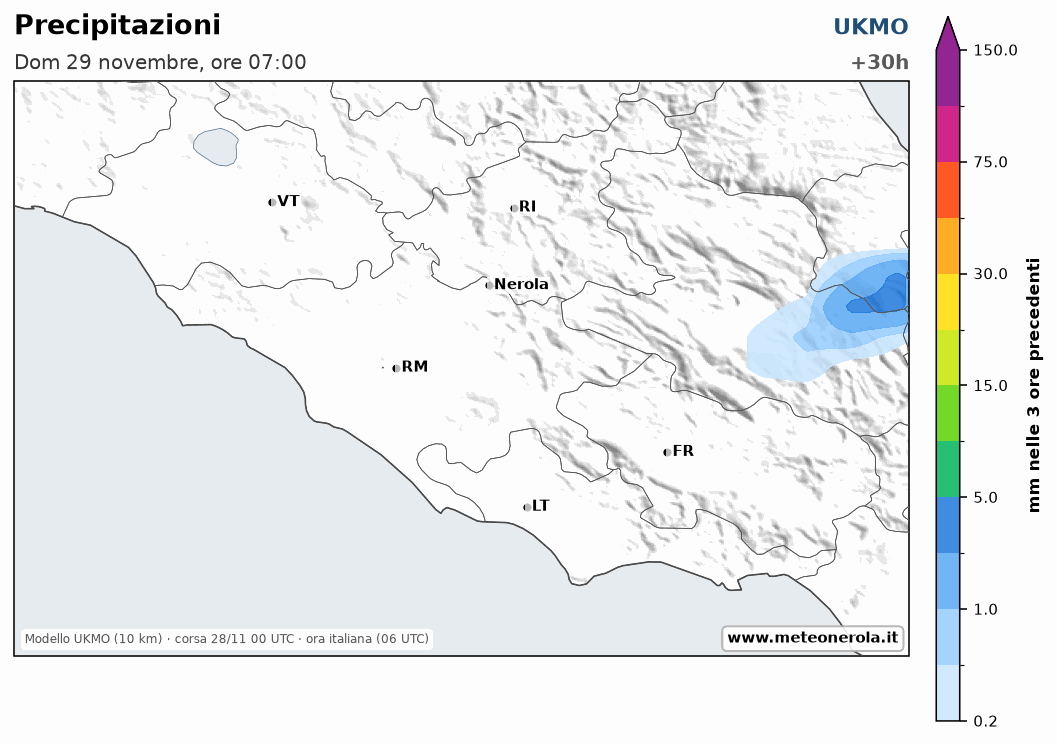 Precipitazioni
UKMO
Dom 29 novembre, ore 07:00
+30h
150.0
75.0
30.0
15.0
5.0
1.0
0.2
mm nelle 3 ore precedenti
VT
RI
Nerola
RM
FR
LT
Modello UKMO (10 km) · corsa 28/11 00 UTC · ora italiana (06 UTC)
www.meteonerola.it